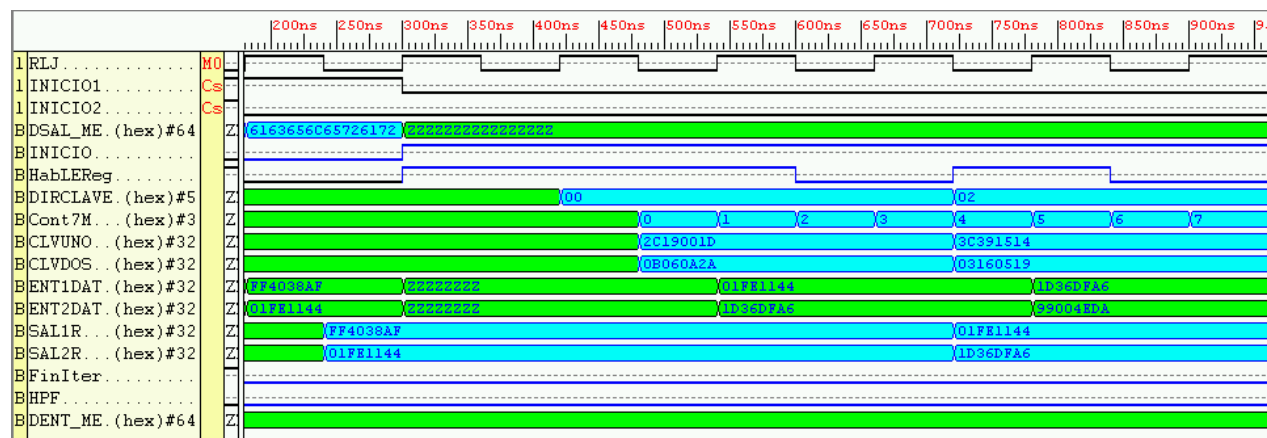 200ns 250ns 300ns 350ns 400ns 450ns 500ns 550ns 600ns 650ns 700ns 750ns 800ns 850ns 900ns
1 RLJ............. M0
1 INICIO1......... Cs
1 INICIO2......... Cs
B DSAL_ME.(hex)#64 Z 6163656C65726172 ZZZZZZZZZZZZZZZZ
B INICIO..........
B HabLEReg........
B DIRCLAVE.(hex)#5 Z 00 02
B Cont7M..(hex)#3 Z 0 1 2 3 4 5 6 7
B CLVUNO..(hex)#32 Z 2C19001D 3C391514
B CLVDOS..(hex)#32 Z 0B060A2A 03160519
B ENT1DAT.(hex)#32 Z FF4038AF ZZZZZZZZ 01FE1144 1D36DFA6
B ENT2DAT.(hex)#32 Z 01FE1144 ZZZZZZZZ 1D36DFA6 99004EDA
B SAL1R...(hex)#32 Z FF4038AF 01FE1144
B SAL2R...(hex)#32 Z 01FE1144 1D36DFA6
B FinIter.........
B HPF.............
B DENT_ME.(hex)#64 Z